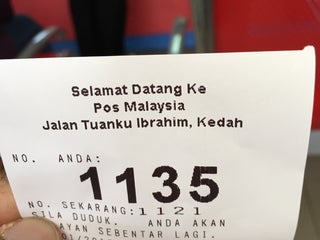 Selamat Datang Ke
Pos Malaysia
Jalan Tuanku Ibrahim, Kedah
NO. ANDA:
1135
NO. SEKARANG:1121
SILA DUDUK. ANDA AKAN
SEBENTAR LAGI.